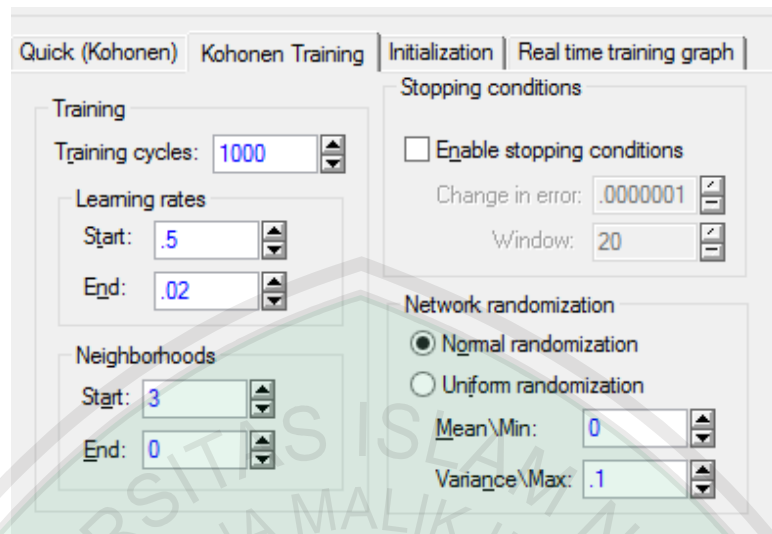 Quick (Kohonen) Kohonen Training Initialization Real time training graph
Training
Training cycles: 1000
Learning rates
Start: .5
End: .02
Neighborhoods
Start: 3
End: 0
Stopping conditions
Enable stopping conditions
Change in error: .0000001
Window: 20
Network randomization
Normal randomization
Uniform randomization
Mean\Min: 0
Variance\Max: .1